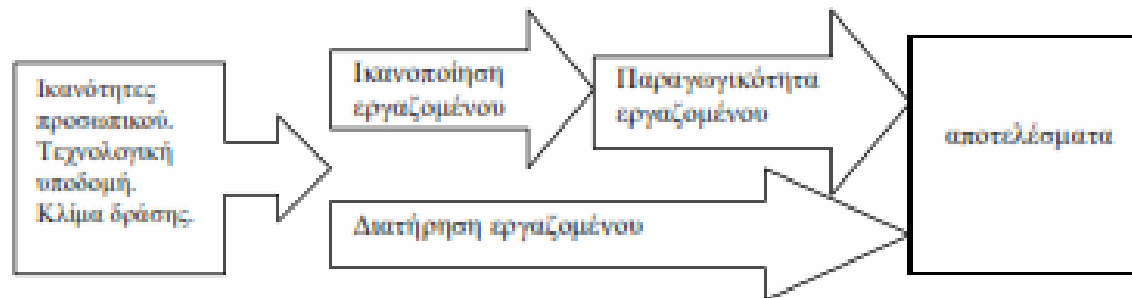 Ικανότητες
προσωπικού.
Τεχνολογική
υποδομή.
Κλίμα δράσης.
Ικανοποίηση
εργαζομένου
Παραγωγικότητα
εργαζομένου
Διατήρηση εργαζομένου
αποτελέσματα